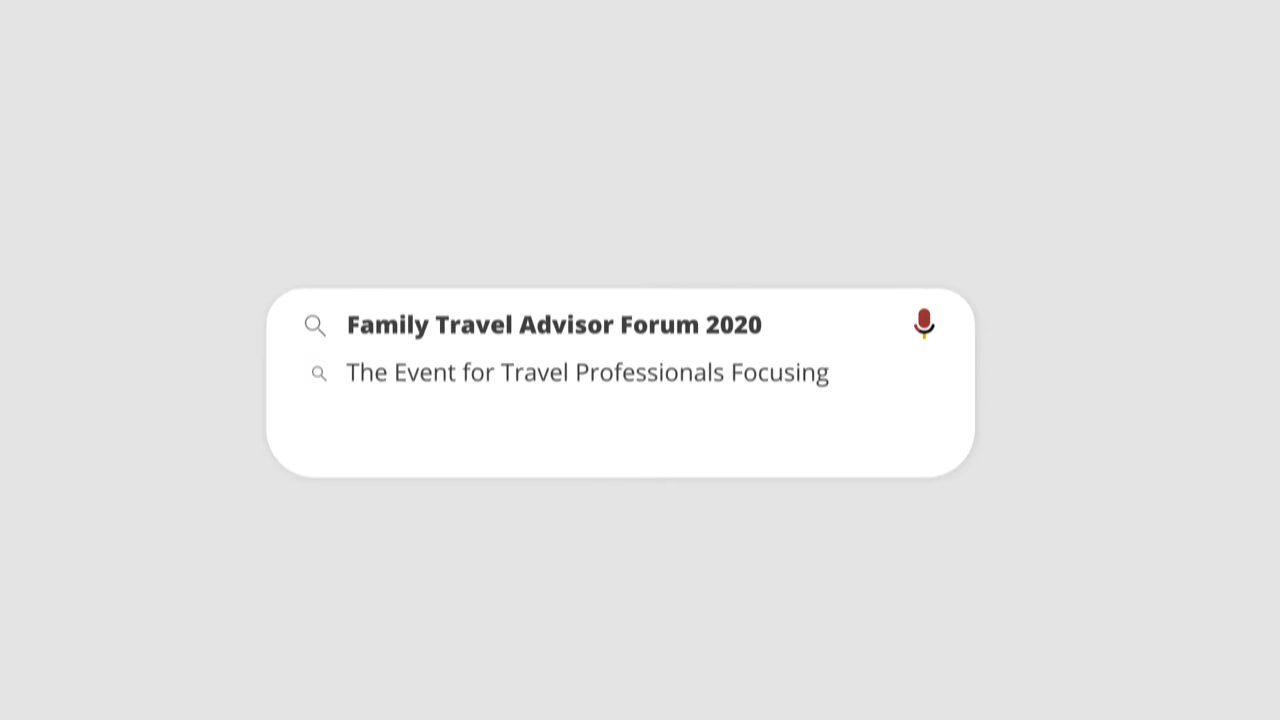 Family Travel Advisor Forum 2020
The Event for Travel Professionals Focusing